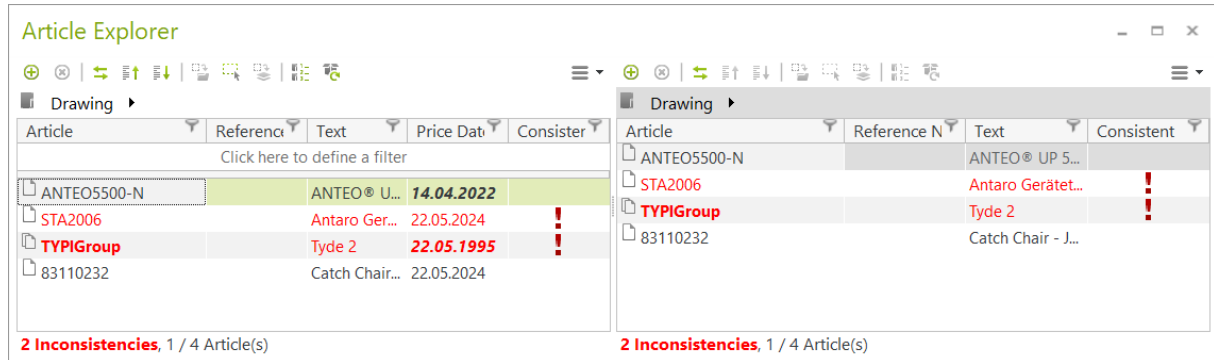 Article Explorer
Drawing
Article Reference Text Price Date Consister
Click here to define a filter
ANTEO5500-N ANTEO® U... 14.04.2022
STA2006 Antaro Ger... 22.05.2024
TYPIGroup Tyde 2 22.05.1995
83110232 Catch Chair... 22.05.2024
2 Inconsistencies, 1 / 4 Article(s)
Drawing
Article Reference N Text Consistent
ANTEO5500-N ANTEO® UP 5...
STA2006 Antaro Gerätet... !
TYPIGroup Tyde 2 !
83110232 Catch Chair - J...
2 Inconsistencies, 1 / 4 Article(s)